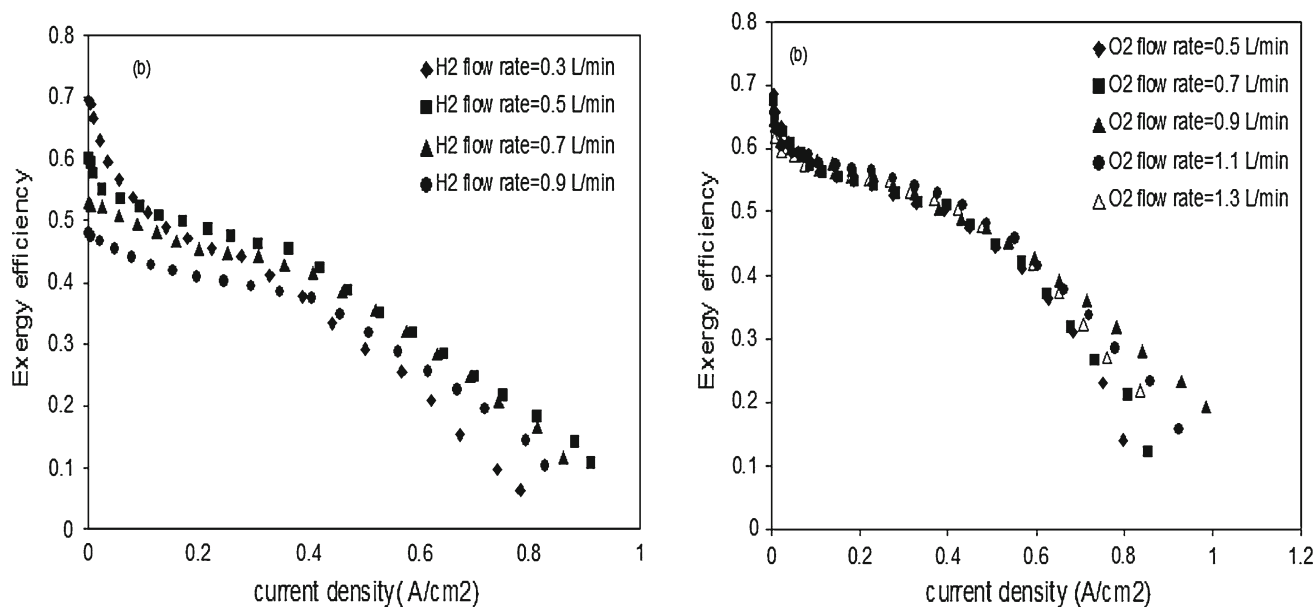 0.8
0.7
0.6
0.5
0.4
0.3
0.2
0.1
0
Exergy efficiency
(b)
H2 flow rate=0.3 L/min
H2 flow rate=0.5 L/min
H2 flow rate=0.7 L/min
H2 flow rate=0.9 L/min
0 0.2 0.4 0.6 0.8 1
current density( A/cm2)
0.8
0.7
0.6
0.5
0.4
0.3
0.2
0.1
0
Exergy efficiency
(b)
O2 flow rate=0.5 L/min
O2 flow rate=0.7 L/min
O2 flow rate=0.9 L/min
O2 flow rate=1.1 L/min
O2 flow rate=1.3 L/min
0 0.2 0.4 0.6 0.8 1 1.2
current density (A/cm2)